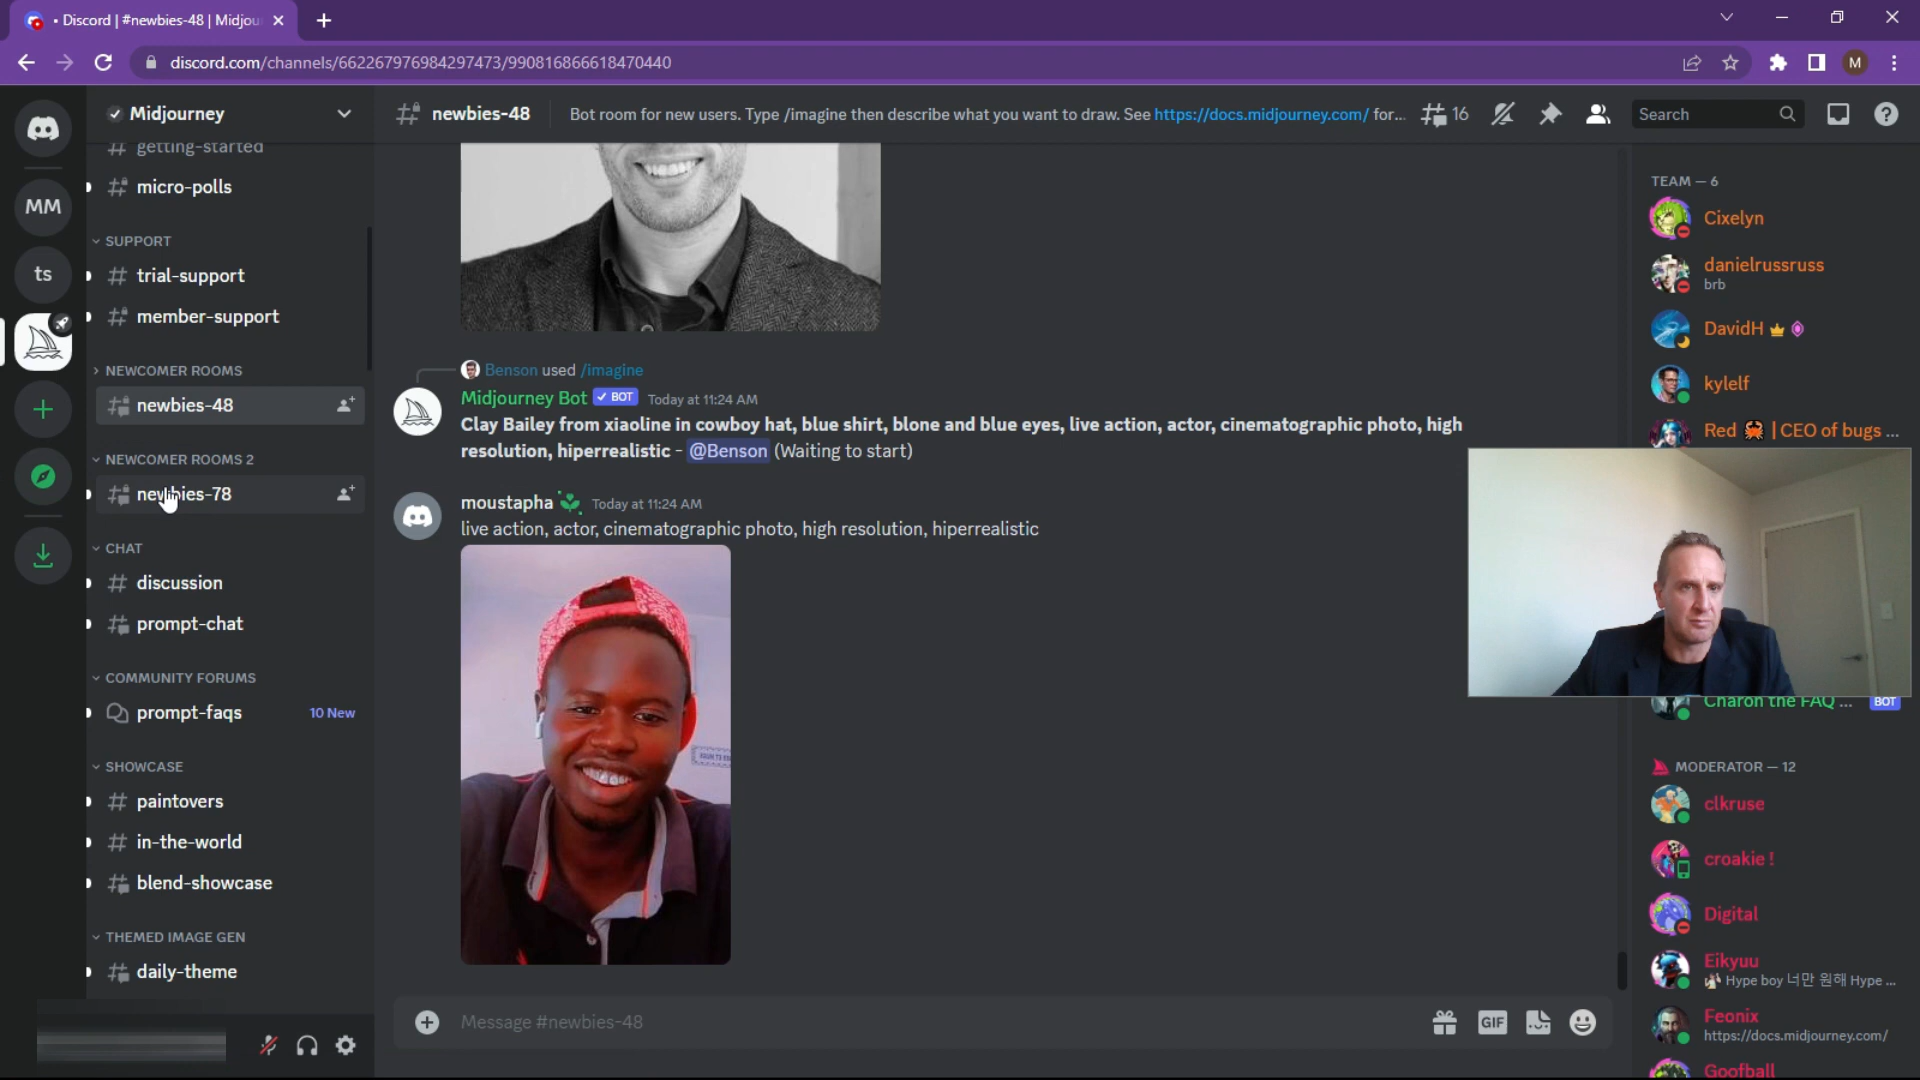 • Discord | #newbies-48 | Midjou
discord.com/channels/662267976984297473/990816866618470440
M
Midjourney
newbies-48
Bot room for new users. Type /imagine then describe what you want to draw. See https://docs.midjourney.com/ for...
16
Search
getting-started
micro-polls
MM
SUPPORT
ts
trial-support
member-support
NEWCOMER ROOMS
newbies-48
NEWCOMER ROOMS 2
newbies-78
CHAT
discussion
prompt-chat
COMMUNITY FORUMS
prompt-faqs
10 New
SHOWCASE
paintovers
in-the-world
blend-showcase
THEMED IMAGE GEN
daily-theme
Benson used /imagine
Midjourney Bot ✓ BOT Today at 11:24 AM
Clay Bailey from xiaoline in cowboy hat, blue shirt, blone and blue eyes, live action, actor, cinematographic photo, high
resolution, hiperrealistic - @Benson (Waiting to start)
moustapha Today at 11:24 AM
live action, actor, cinematographic photo, high resolution, hiperrealistic
Message #newbies-48
GIF
TEAM — 6
Cixelyn
danielrussruss
brb
DavidH
kylelf
Red 🦀 | CEO of bugs ...
Charon the FAQ ... BOT
MODERATOR — 12
clkruse
croakie !
Digital
Eikyuu
Hype boy 너만 원해 Hype ...
Feonix
https://docs.midjourney.com/
Goofball